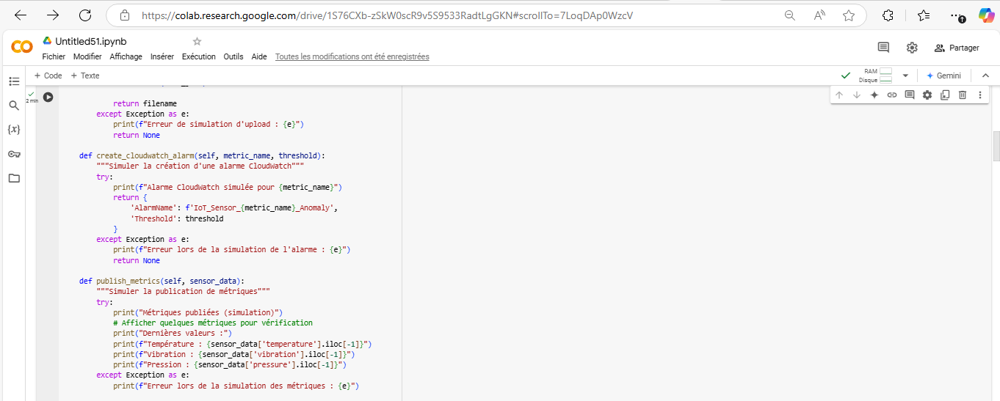 https://colab.research.google.com/drive/1S76CXb-zSkW0scR9v5S9533RadtLgGKN#scrollTo=7LoqDAp0WzcV
Untitled51.ipynb
Fichier Modifier Affichage Insérer Exécution Outils Aide Toutes les modifications ont été enregistrées
Partager
+ Code + Texte
RAM
Disque
Gemini
2 min
return filename
except Exception as e:
print(f"Erreur de simulation d'upload : {e}")
return None
def create_cloudwatch_alarm(self, metric_name, threshold):
"""Simuler la création d'une alarme CloudWatch"""
try:
print(f"Alarme CloudWatch simulée pour {metric_name}")
return {
'AlarmName': f'IoT_Sensor_{metric_name}_Anomaly',
'Threshold': threshold
}
except Exception as e:
print(f"Erreur lors de la simulation de l'alarme : {e}")
return None
def publish_metrics(self, sensor_data):
"""Simuler la publication de métriques"""
try:
print("Métriques publiées (simulation)")
# Afficher quelques métriques pour vérification
print("Dernières valeurs :")
print(f"Température : {sensor_data['temperature'].iloc[-1]}")
print(f"Vibration : {sensor_data['vibration'].iloc[-1]}")
print(f"Pression : {sensor_data['pressure'].iloc[-1]}")
except Exception as e:
print(f"Erreur lors de la simulation des métriques : {e}")